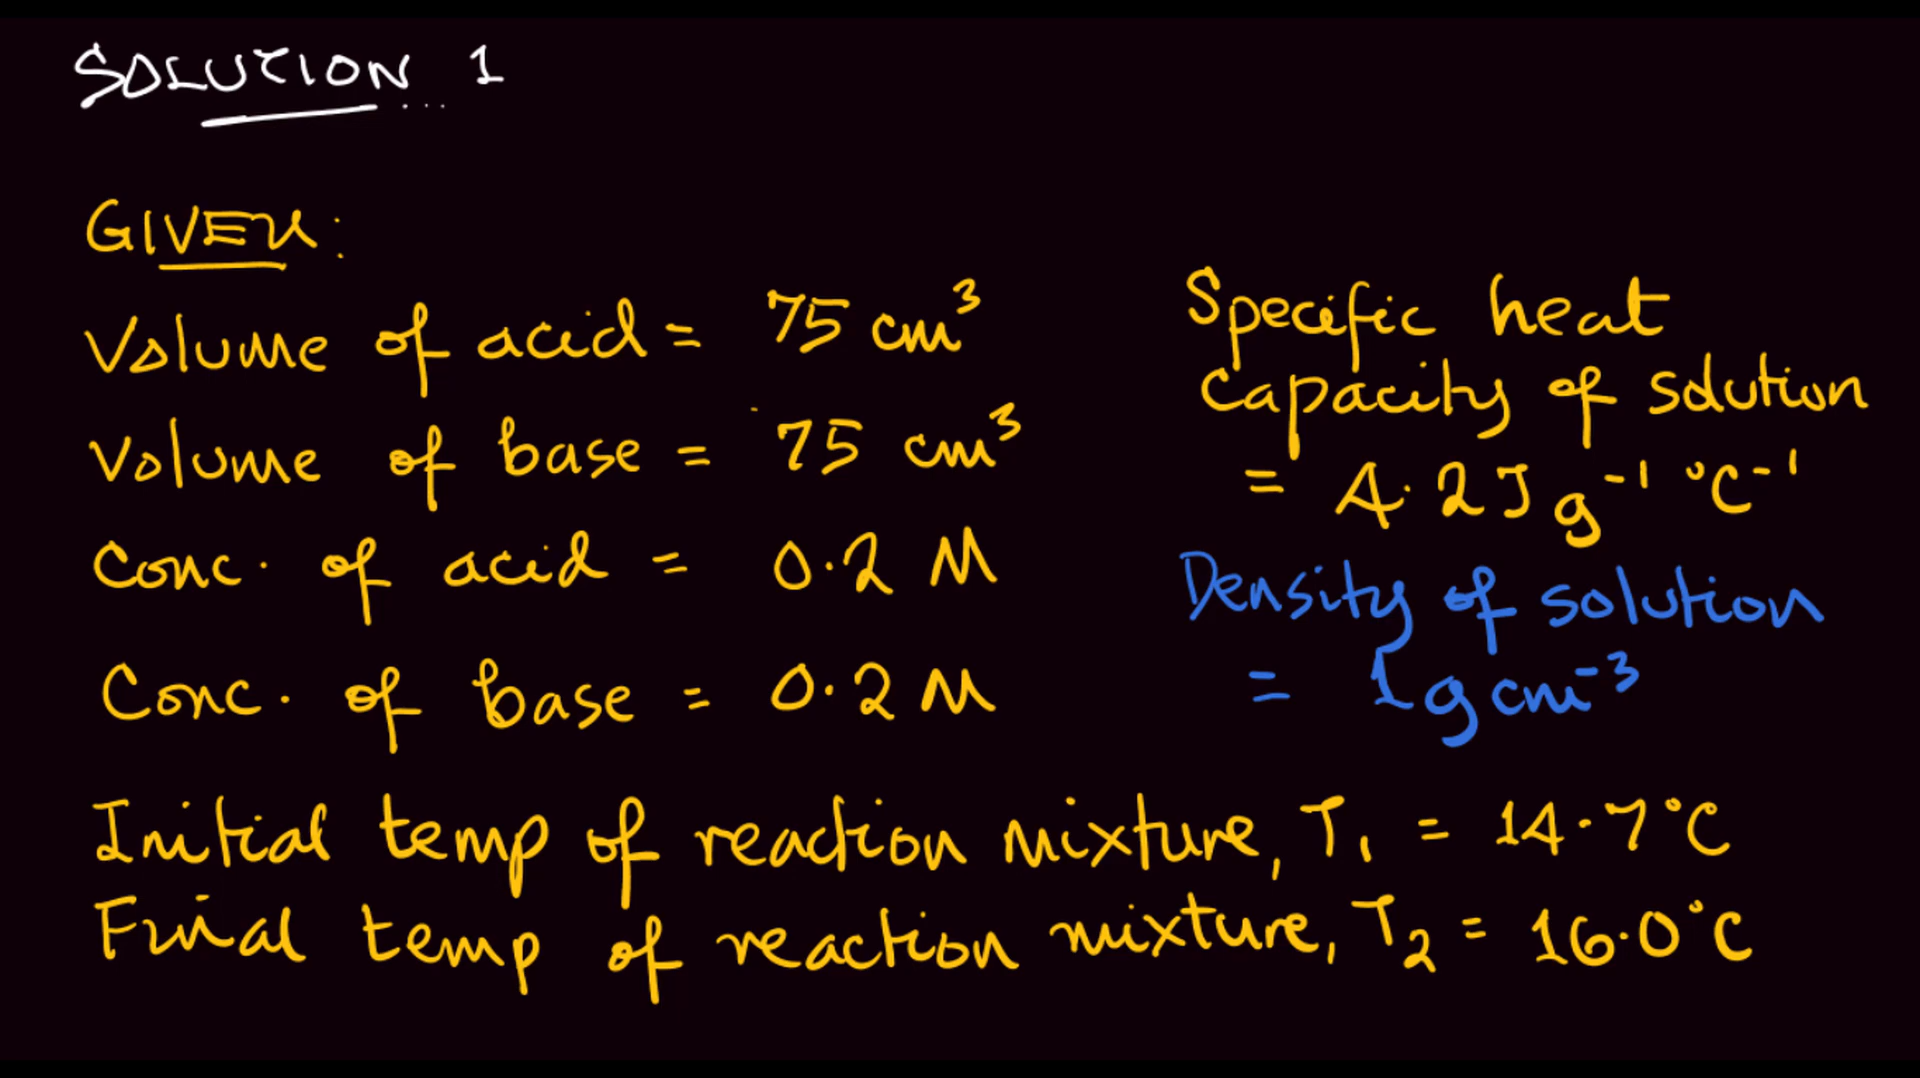 SOLUTION 1
GIVEN:
Volume of acid = 75 cm³
Volume of base = 75 cm³
Conc. of acid = 0.2 M
Conc. of base = 0.2 M
Specific heat
capacity of solution
= 4.2 J g⁻¹ °C⁻¹
Density of solution
= 1 g cm⁻³
Initial temp of reaction mixture, T₁ = 14.7°C
Final temp of reaction mixture, T₂ = 16.0°C